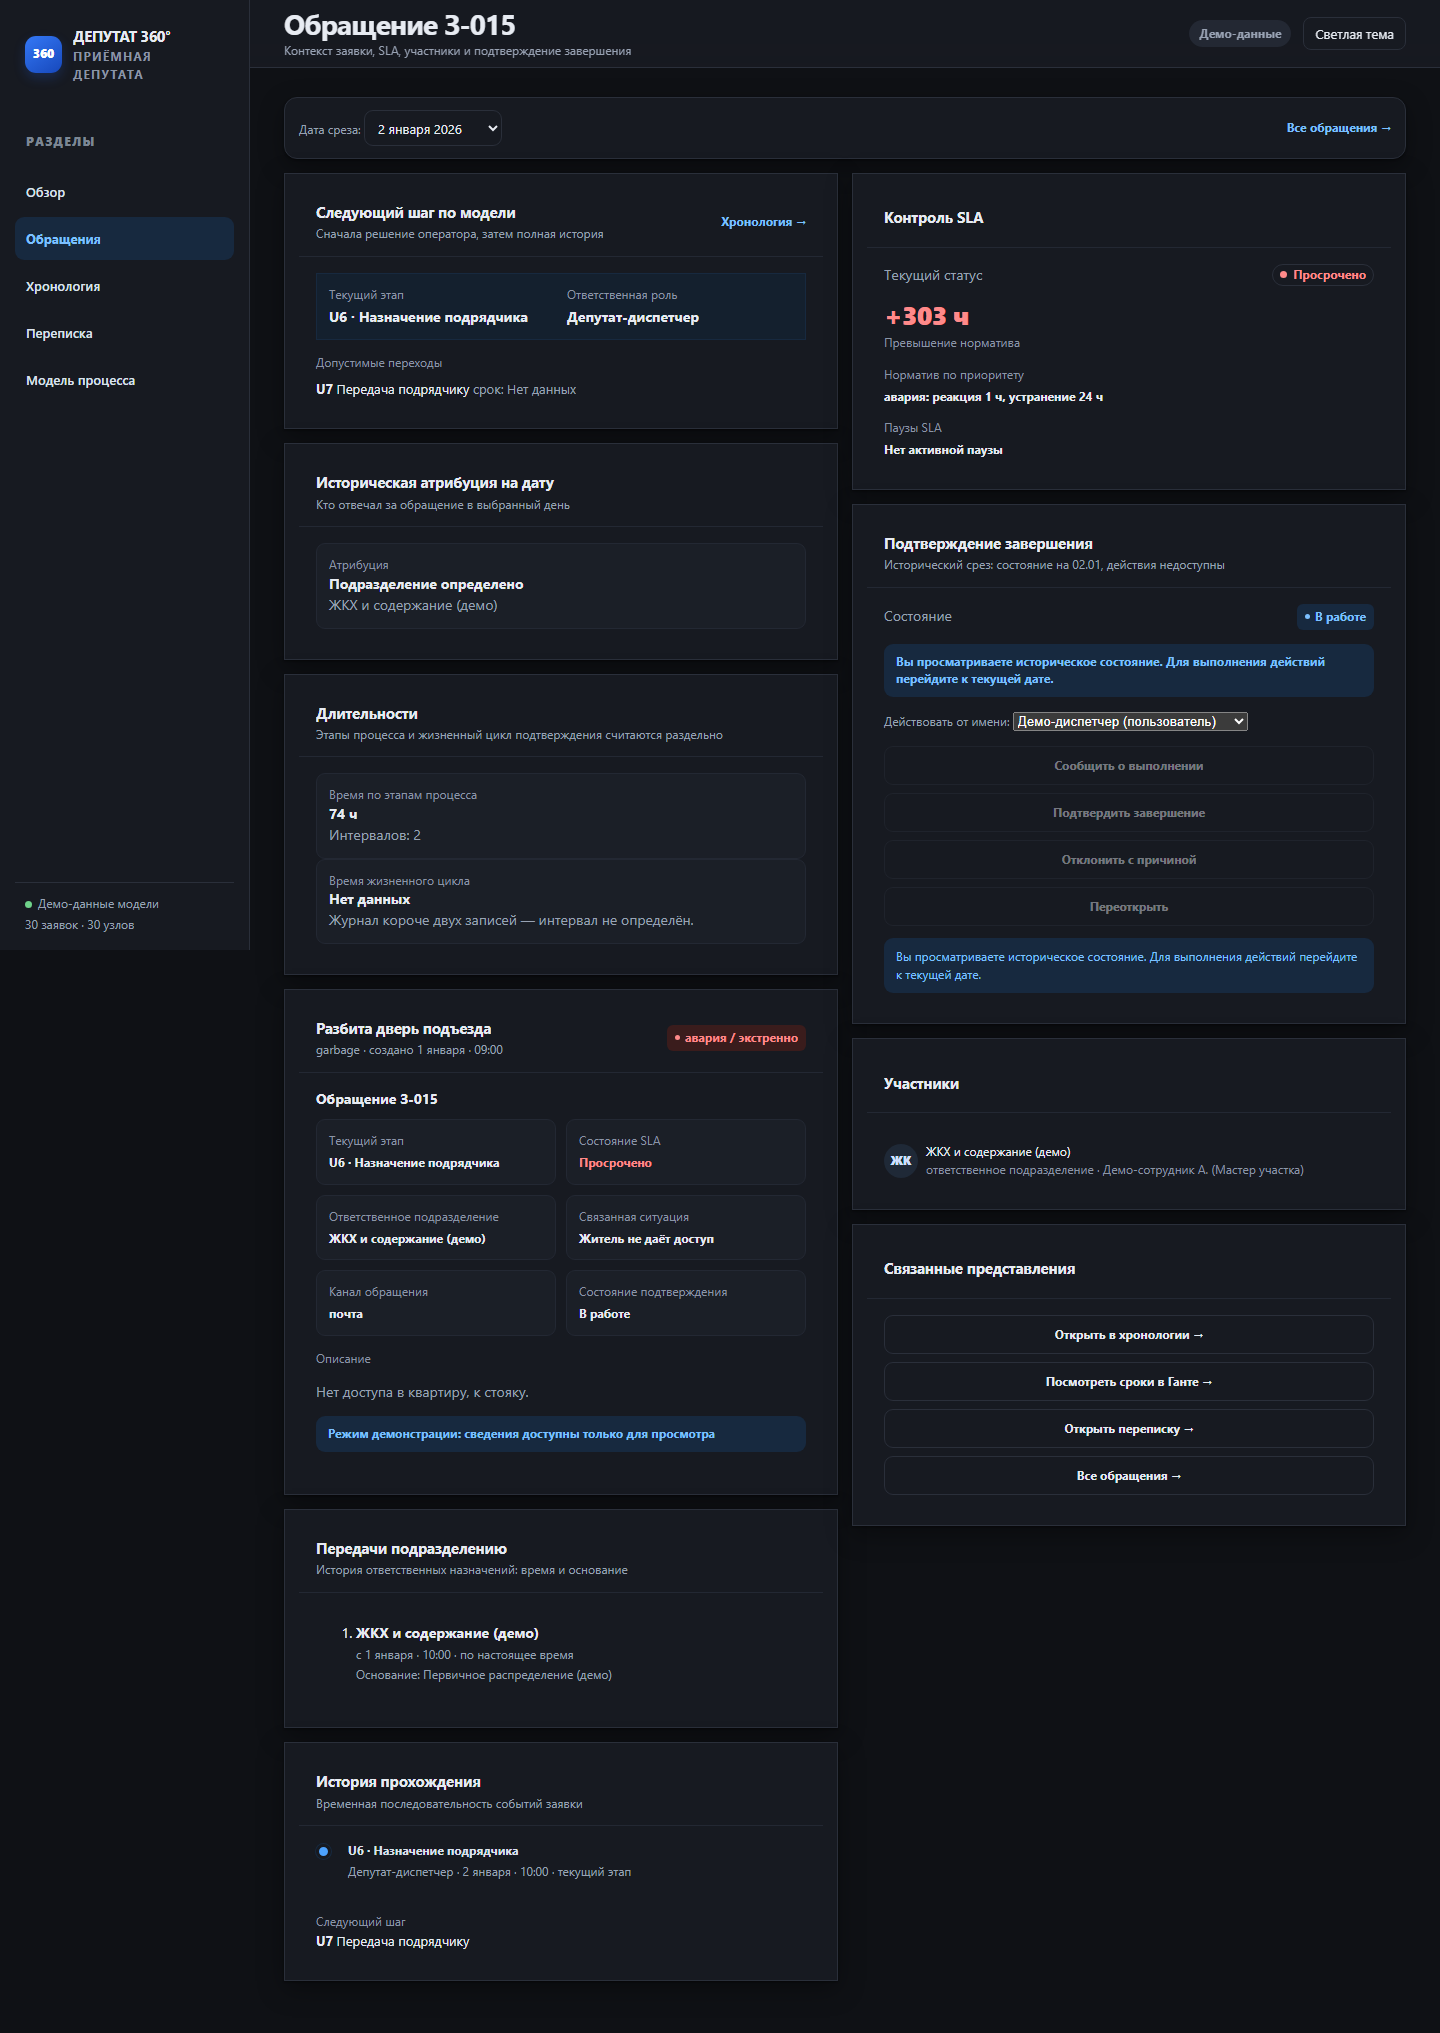 360
ДЕПУТАТ 360°
ПРИЁМНАЯ
ДЕПУТАТА
РАЗДЕЛЫ
Обзор
Обращения
Хронология
Переписка
Модель процесса
Демо-данные модели
30 заявок · 30 узлов
Обращение 3-015
Контекст заявки, SLA, участники и подтверждение завершения
Демо-данные
Светлая тема
Дата среза:
2 января 2026
Все обращения →
Следующий шаг по модели
Сначала решение оператора, затем полная история
Хронология →
Текущий этап
U6 · Назначение подрядчика
Ответственная роль
Депутат-диспетчер
Допустимые переходы
U7 Передача подрядчику срок: Нет данных
Историческая атрибуция на дату
Кто отвечал за обращение в выбранный день
Атрибуция
Подразделение определено
ЖКХ и содержание (демо)
Длительности
Этапы процесса и жизненный цикл подтверждения считаются раздельно
Время по этапам процесса
74 ч
Интервалов: 2
Время жизненного цикла
Нет данных
Журнал короче двух записей — интервал не определён.
Разбита дверь подъезда
garbage · создано 1 января · 09:00
авария / экстренно
Обращение 3-015
Текущий этап
U6 · Назначение подрядчика
Состояние SLA
Просрочено
Ответственное подразделение
ЖКХ и содержание (демо)
Связанная ситуация
Житель не даёт доступ
Канал обращения
почта
Состояние подтверждения
В работе
Описание
Нет доступа в квартиру, к стояку.
Режим демонстрации: сведения доступны только для просмотра
Передачи подразделению
История ответственных назначений: время и основание
1. ЖКХ и содержание (демо)
с 1 января · 10:00 · по настоящее время
Основание: Первичное распределение (демо)
История прохождения
Временная последовательность событий заявки
U6 · Назначение подрядчика
Депутат-диспетчер · 2 января · 10:00 · текущий этап
Следующий шаг
U7 Передача подрядчику
Контроль SLA
Текущий статус
Просрочено
+303 ч
Превышение норматива
Норматив по приоритету
авария: реакция 1 ч, устранение 24 ч
Паузы SLA
Нет активной паузы
Подтверждение завершения
Исторический срез: состояние на 02.01, действия недоступны
Состояние
В работе
Вы просматриваете историческое состояние. Для выполнения действий
перейдите к текущей дате.
Действовать от имени:
Демо-диспетчер (пользователь)
Сообщить о выполнении
Подтвердить завершение
Отклонить с причиной
Переоткрыть
Вы просматриваете историческое состояние. Для выполнения действий перейдите
к текущей дате.
Участники
ЖК
ЖКХ и содержание (демо)
ответственное подразделение · Демо-сотрудник А. (Мастер участка)
Связанные представления
Открыть в хронологии →
Посмотреть сроки в Ганте →
Открыть переписку →
Все обращения →